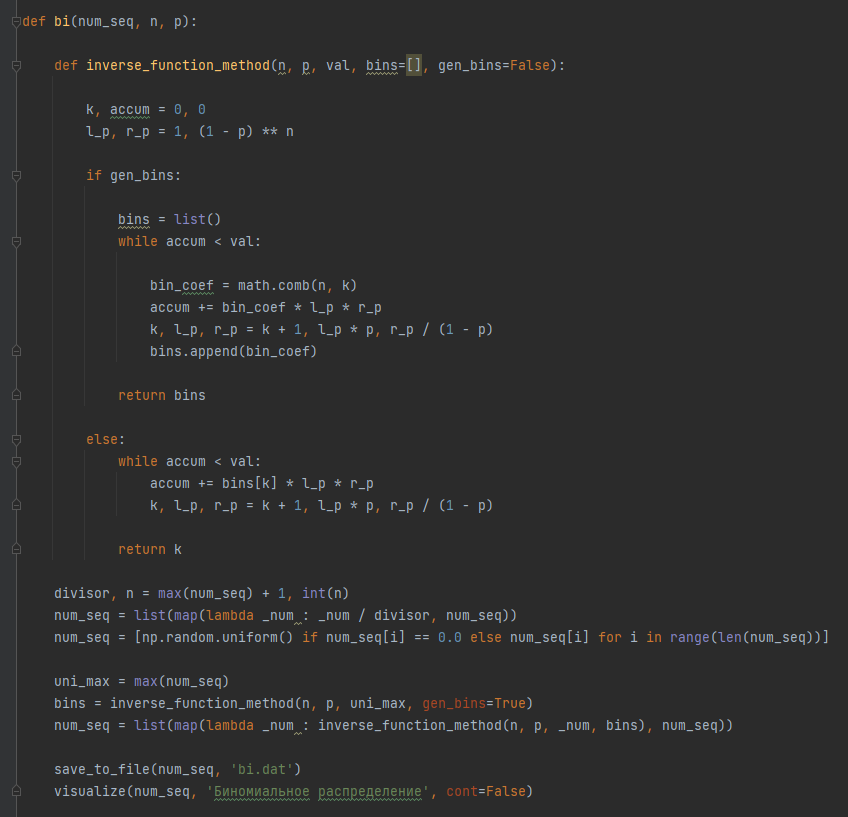 def bi(num_seq, n, p):
def inverse_function_method(n, p, val, bins=[], gen_bins=False):
k, accum = 0, 0
l_p, r_p = 1, (1 - p) ** n
if gen_bins:
bins = list()
while accum < val:
bin_coef = math.comb(n, k)
accum += bin_coef * l_p * r_p
k, l_p, r_p = k + 1, l_p * p, r_p / (1 - p)
bins.append(bin_coef)
return bins
else:
while accum < val:
accum += bins[k] * l_p * r_p
k, l_p, r_p = k + 1, l_p * p, r_p / (1 - p)
return k
divisor, n = max(num_seq) + 1, int(n)
num_seq = list(map(lambda _num : _num / divisor, num_seq))
num_seq = [np.random.uniform() if num_seq[i] == 0.0 else num_seq[i] for i in range(len(num_seq))]
uni_max = max(num_seq)
bins = inverse_function_method(n, p, uni_max, gen_bins=True)
num_seq = list(map(lambda _num : inverse_function_method(n, p, _num, bins), num_seq))
save_to_file(num_seq, 'bi.dat')
visualize(num_seq, 'Биномиальное распределение', cont=False)